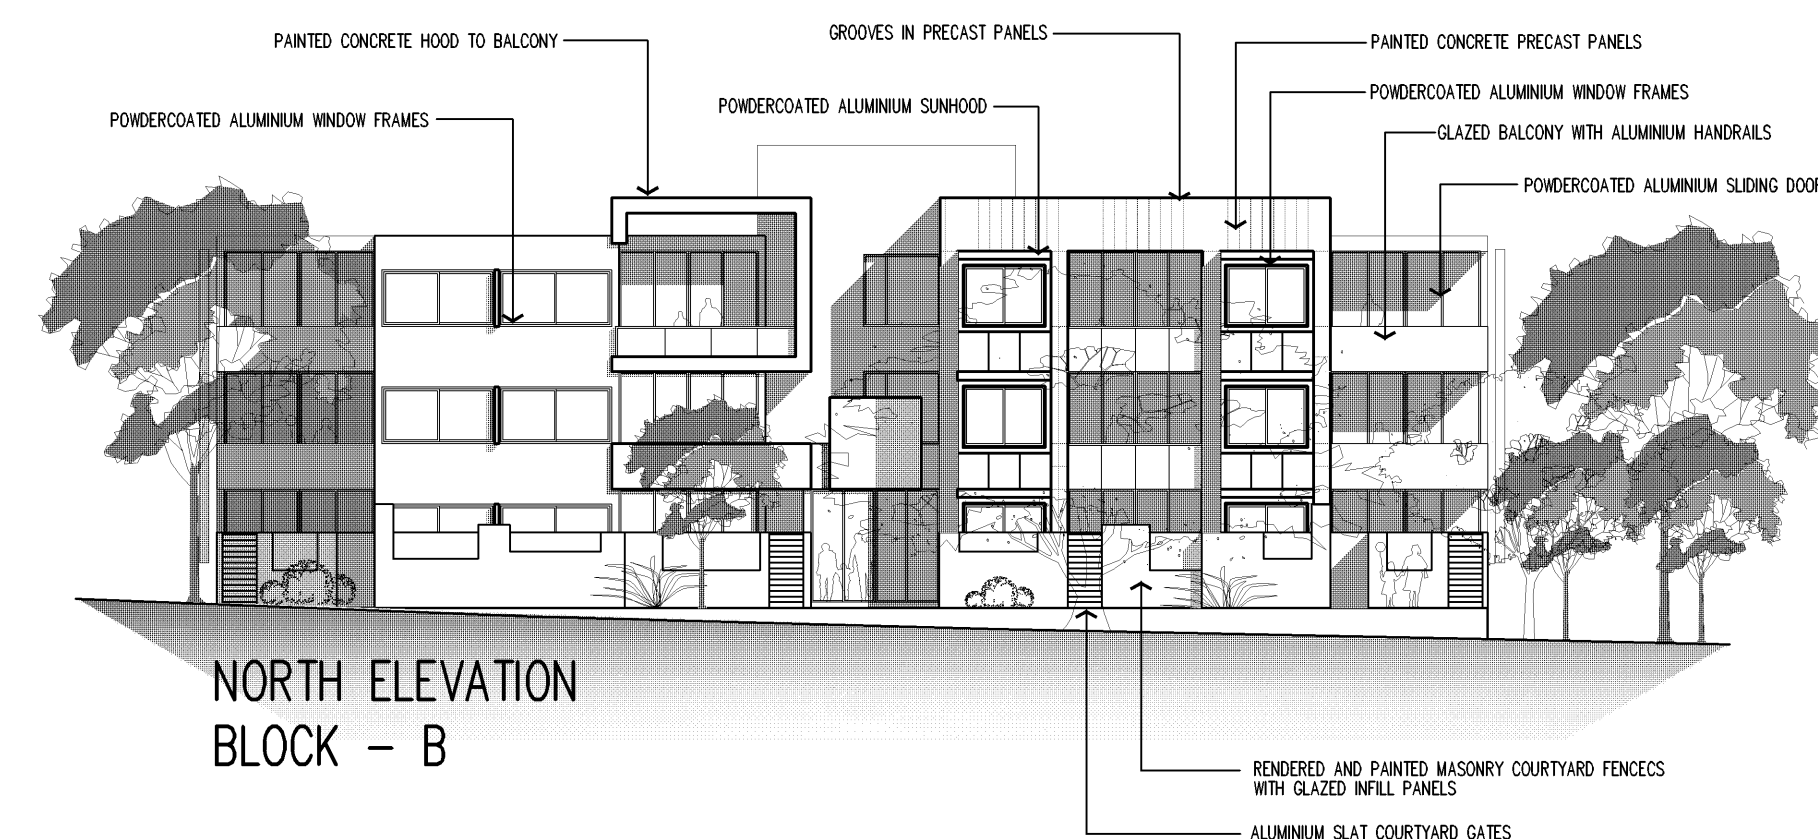 PAINTED CONCRETE HOOD TO BALCONY
GROOVES IN PRECAST PANELS
PAINTED CONCRETE PRECAST PANELS
POWDERCOATED ALUMINIUM WINDOW FRAMES
POWDERCOATED ALUMINIUM SUNHOOD
POWDERCOATED ALUMINIUM WINDOW FRAMES
GLAZED BALCONY WITH ALUMINIUM HANDRAILS
POWDERCOATED ALUMINIUM SLIDING DOOR
NORTH ELEVATION
BLOCK - B
RENDERED AND PAINTED MASONRY COURTYARD FENCECS
WITH GLAZED INFILL PANELS
ALUMINIUM SLAT COURTYARD GATES